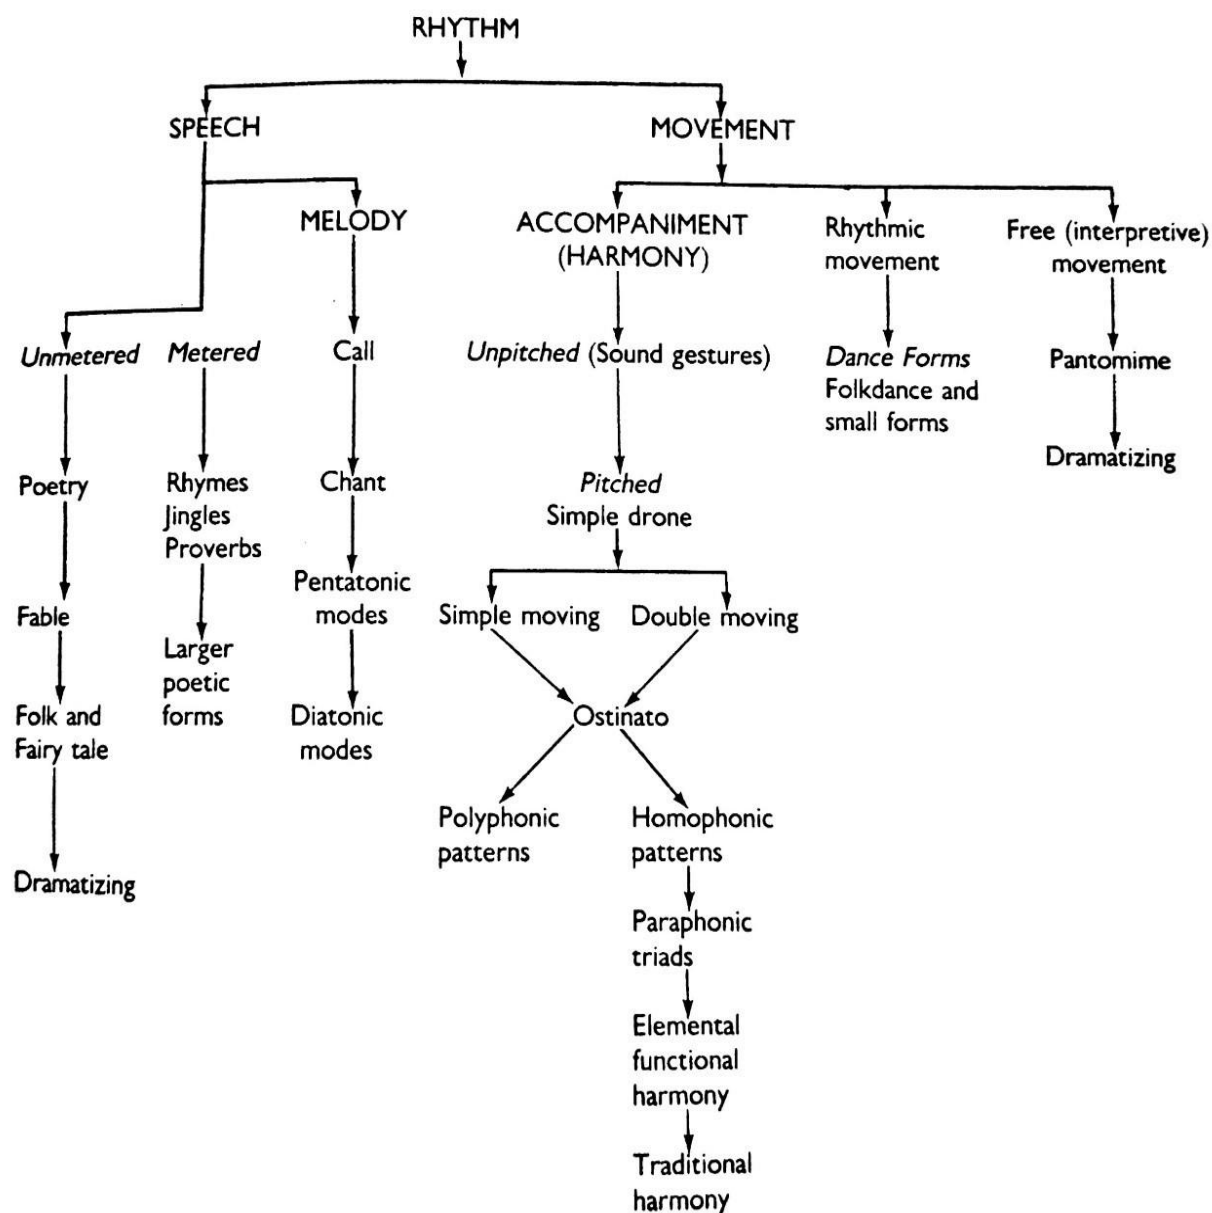 RHYTHM
SPEECH
MOVEMENT
MELODY
ACCOMPANIMENT
(HARMONY)
Rhythmic
movement
Free (interpretive)
movement
Unmetered
Metered
Call
Unpitched (Sound gestures)
Dance Forms
Folkdance and
small forms
Pantomime
Dramatizing
Poetry
Rhymes
Jingles
Proverbs
Chant
Pitched
Simple drone
Pentatonic
modes
Simple moving
Double moving
Fable
Larger
poetic
forms
Folk and
Fairy tale
Diatonic
modes
Ostinato
Polyphonic
patterns
Homophonic
patterns
Dramatizing
Paraphonic
triads
Elemental
functional
harmony
Traditional
harmony